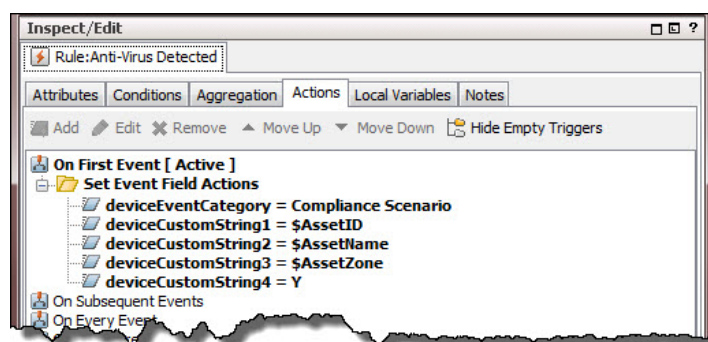 Inspect/Edit
Rule:Anti-Virus Detected
Attributes Conditions Aggregation Actions Local Variables Notes
Add Edit Remove Move Up Move Down Hide Empty Triggers
On First Event [ Active ]
Set Event Field Actions
deviceEventCategory = Compliance Scenario
deviceCustomString1 = $AssetID
deviceCustomString2 = $AssetName
deviceCustomString3 = $AssetZone
deviceCustomString4 = Y
On Subsequent Events
On Every Event